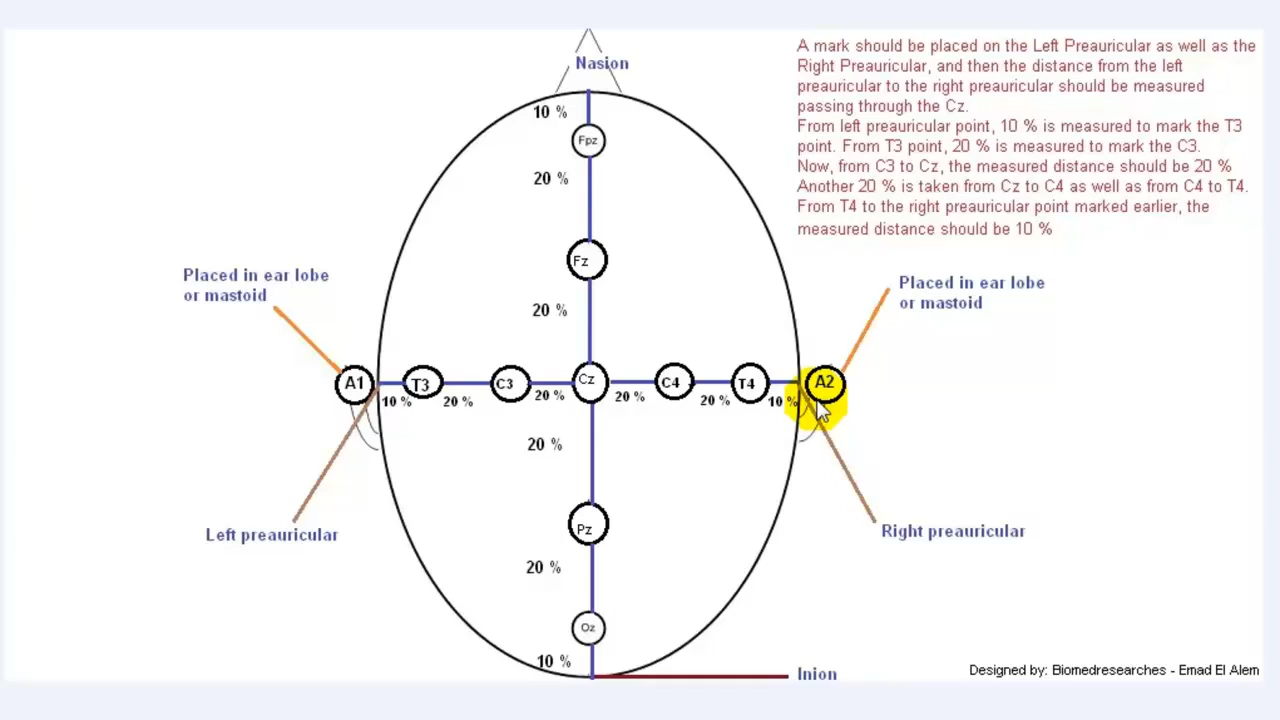 Nasion
A mark should be placed on the Left Preauricular as well as the
Right Preauricular, and then the distance from the left
preauricular to the right preauricular should be measured
passing through the Cz.
From left preauricular point, 10 % is measured to mark the T3
point. From T3 point, 20 % is measured to mark the C3.
Now, from C3 to Cz, the measured distance should be 20 %
Another 20 % is taken from Cz to C4 as well as from C4 to T4.
From T4 to the right preauricular point marked earlier, the
measured distance should be 10 %
10 %
Fpz
20 %
Fz
Placed in ear lobe
or mastoid
Placed in ear lobe
or mastoid
20 %
A1 T3 C3 Cz C4 T4 A2
10 % 20 % 20 % 20 % 20 % 10 %
20 %
Pz
Left preauricular
Right preauricular
20 %
Oz
10 %
Inion
Designed by: Biomedresearches - Emad El Alem